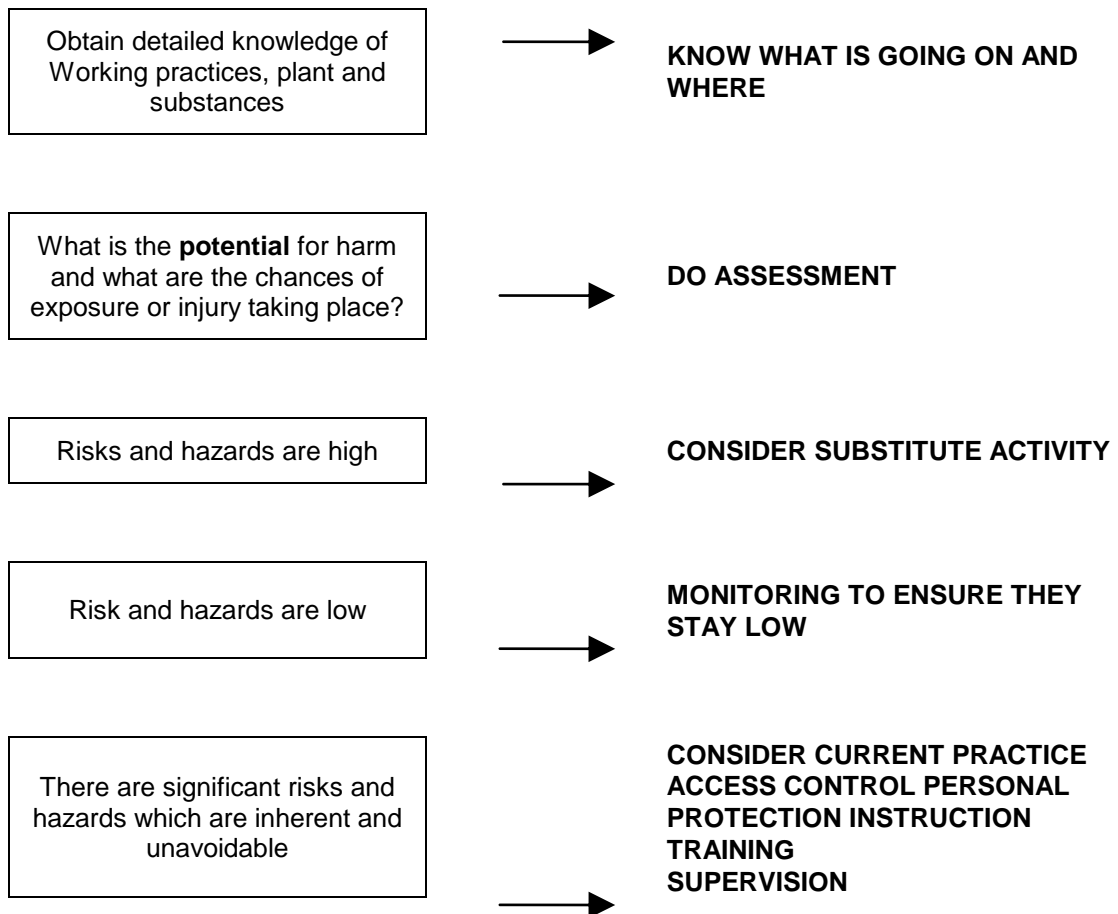 Obtain detailed knowledge of
Working practices, plant and
substances
KNOW WHAT IS GOING ON AND
WHERE
What is the potential for harm
and what are the chances of
exposure or injury taking place?
DO ASSESSMENT
Risks and hazards are high
CONSIDER SUBSTITUTE ACTIVITY
Risk and hazards are low
MONITORING TO ENSURE THEY
STAY LOW
There are significant risks and
hazards which are inherent and
unavoidable
CONSIDER CURRENT PRACTICE
ACCESS CONTROL PERSONAL
PROTECTION INSTRUCTION
TRAINING
SUPERVISION